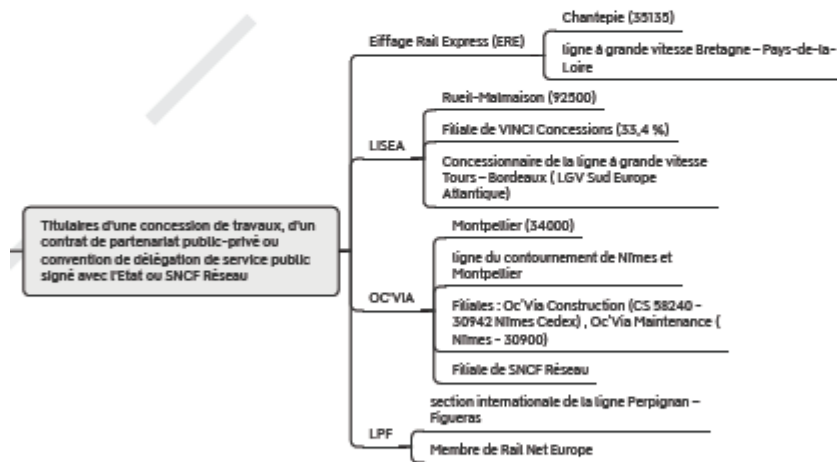 Titulaires d'une concession de travaux, d'un
contrat de partenariat public-privé ou
convention de délégation de service public
signé avec l'Etat ou SNCF Réseau
Eiffage Rail Express (ERE)
Chantepie (35135)
ligne à grande vitesse Bretagne – Pays-de-la-
Loire
LISEA
Rueil-Malmaison (92500)
Filiale de VINCI Concessions (33,4 %)
Concessionnaire de la ligne à grande vitesse
Tours – Bordeaux ( LGV Sud Europe
Atlantique)
OC'VIA
Montpellier (34000)
ligne du contournement de Nîmes et
Montpellier
Filiales : Oc'Via Construction (CS 58240 -
30942 Nîmes Cedex) , Oc'Via Maintenance (
Nîmes - 30900)
Filiale de SNCF Réseau
LPF
section internationale de la ligne Perpignan –
Figueras
Membre de Rail Net Europe